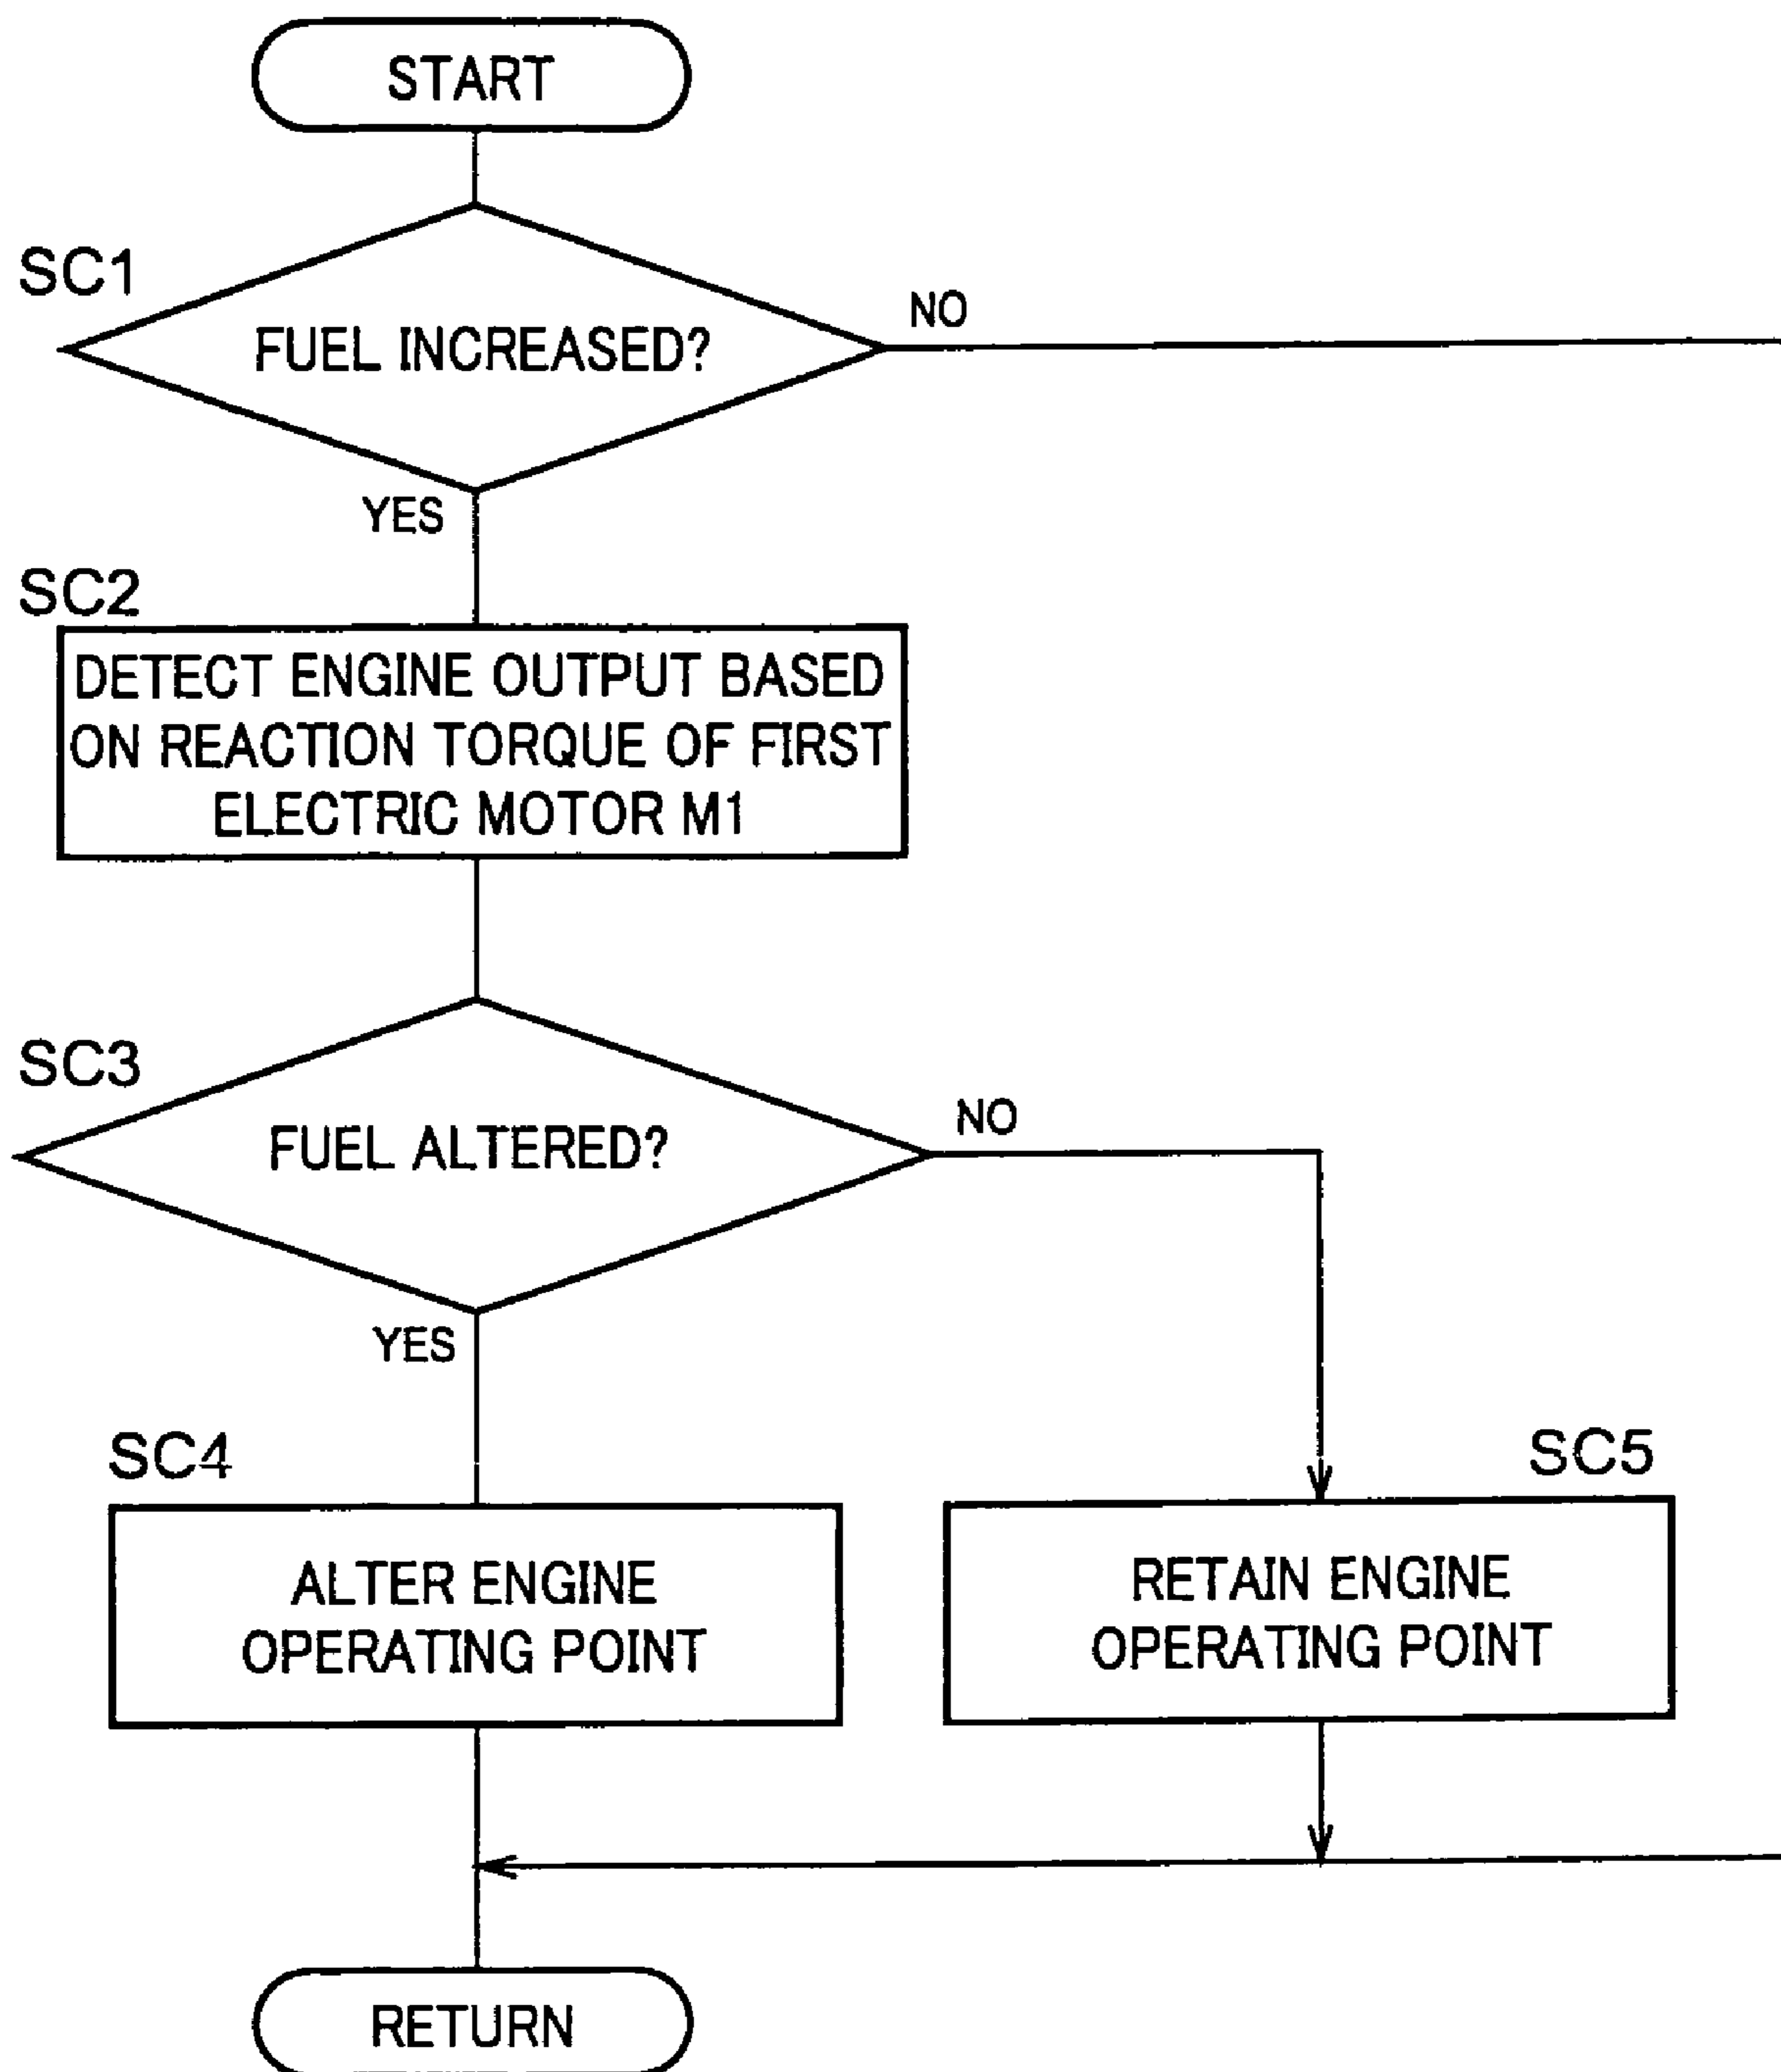 START
SC1
FUEL INCREASED?
NO
YES
SC2
DETECT ENGINE OUTPUT BASED
ON REACTION TORQUE OF FIRST
ELECTRIC MOTOR M1
SC3
FUEL ALTERED?
NO
YES
SC4
ALTER ENGINE
OPERATING POINT
SC5
RETAIN ENGINE
OPERATING POINT
RETURN